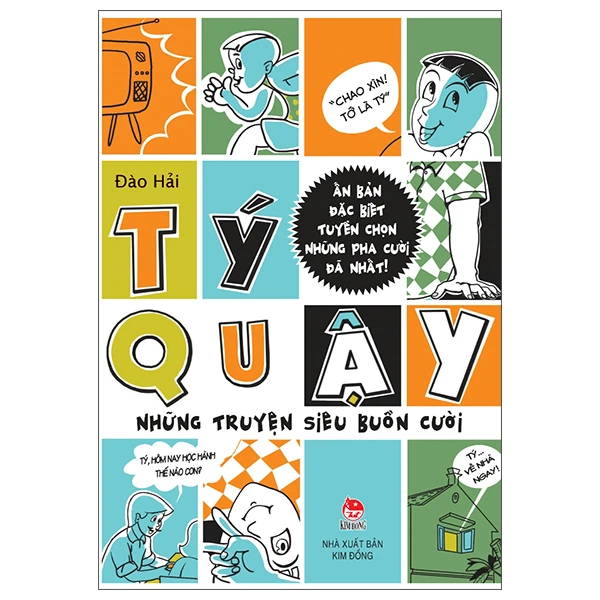 "CHAO XÌN!
TỚ LÀ TÝ"
Đào Hải
ẤN BẢN
ĐẶC BIỆT
TUYỂN CHỌN
NHỮNG PHA CƯỜI
ĐÃ NHẤT!
TÝ
QUẬY
NHỮNG TRUYỆN SIÊU BUỒN CƯỜI
TÝ, HÔM NAY HỌC HÀNH
THẾ NÀO CON?
TÝ...
VỀ NHÀ
NGAY!
KIM ĐỒNG
NHÀ XUẤT BẢN
KIM ĐỒNG